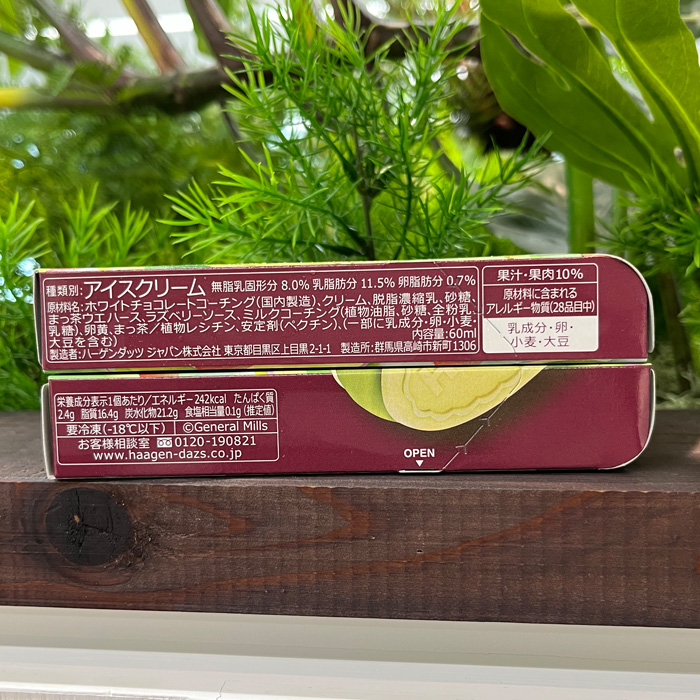 種類別:アイスクリーム 無脂乳固形分 8.0% 乳脂肪分 11.5% 卵脂肪分 0.7%
原材料名:ホワイトチョコレートコーチング(国内製造)、クリーム、脱脂濃縮乳、砂糖、
まっ茶ウエハース、ラズベリーソース、ミルクコーチング(植物油脂、砂糖、全粉乳、
乳糖)、卵黄、まっ茶/植物レシチン、安定剤(ペクチン)、(一部に乳成分・卵・小麦・
大豆を含む) 内容量:60ml
製造者:ハーゲンダッツ ジャパン株式会社 東京都目黒区上目黒2-1-1 製造所:群馬県高崎市新町1306
果汁・果肉10%
原材料に含まれる
アレルギー物質(28品目中)
乳成分・卵・
小麦・大豆
栄養成分表示1個あたり/エネルギー 242kcal たんぱく質
2.4g 脂質16.4g 炭水化物21.2g 食塩相当量0.1g (推定値)
要冷凍(-18℃以下) ©General Mills
お客様相談室 0120-190821
www.haagen-dazs.co.jp
OPEN